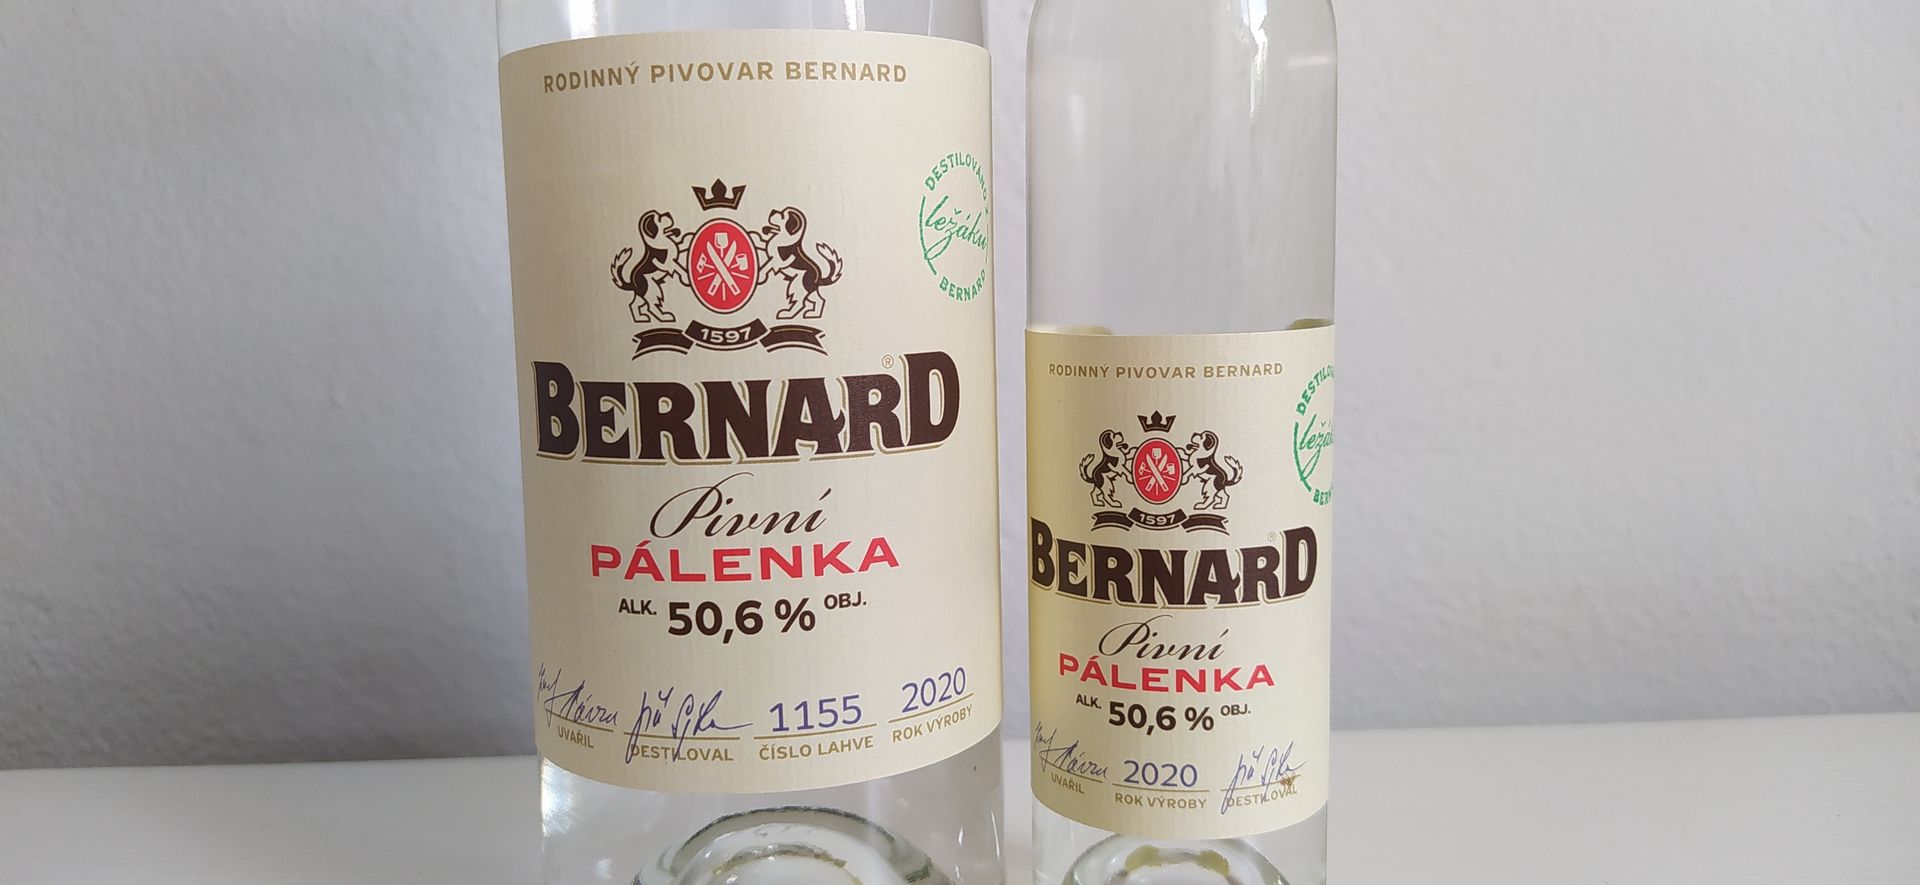 RODINNÝ PIVOVAR BERNARD
DESTILOVÁNO Z
ležáku
BERNARD
1597
BERNARD®
Pivní
PÁLENKA
ALK. 50,6 % OBJ.
1155 2020
UVAŘIL DESTILOVAL ČÍSLO LAHVE ROK VÝROBY
RODINNÝ PIVOVAR BERNARD
1597
BERNARD®
Pivní
PÁLENKA
ALK. 50,6 % OBJ.
2020
UVAŘIL ROK VÝROBY DESTILOVAL